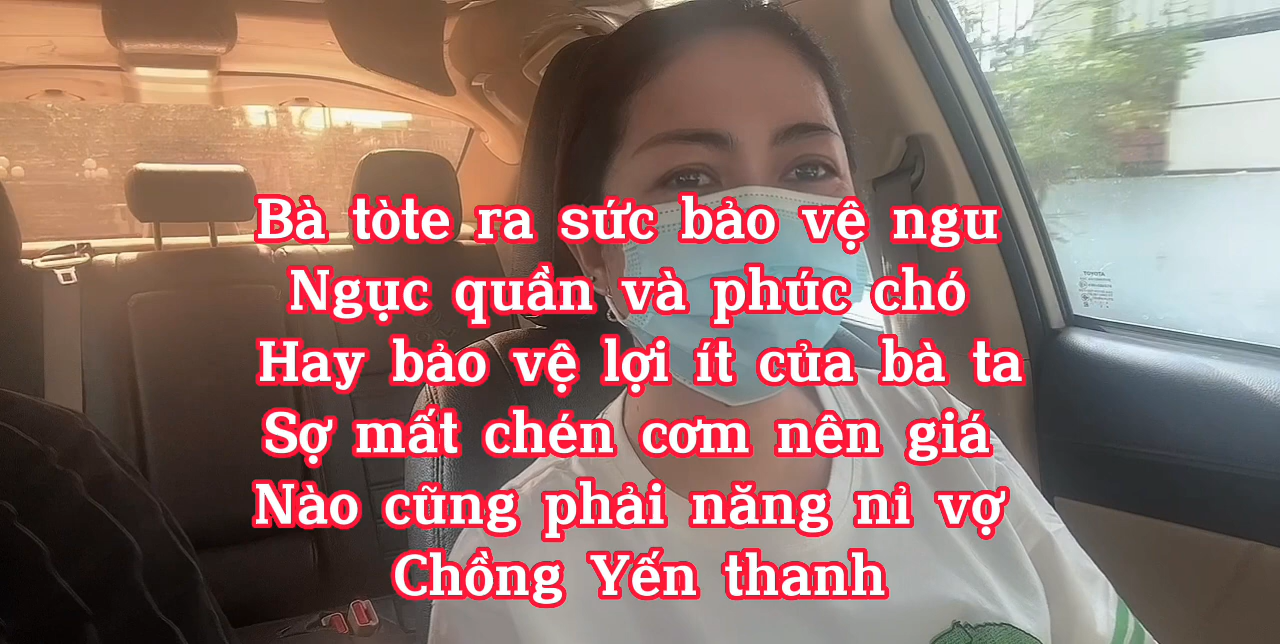 Bà tòte ra sức bảo vệ ngu
Ngục quần và phúc chó
Hay bảo vệ lợi ít của bà ta
Sợ mất chén cơm nên giá
Nào cũng phải năng nỉ vợ
Chồng Yến thanh
TOYOTA